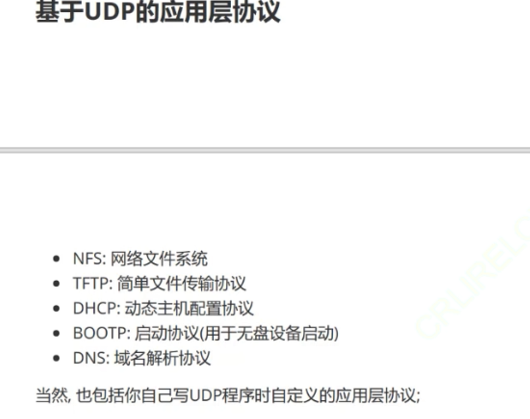 基于UDP的应用层协议
NFS: 网络文件系统
TFTP: 简单文件传输协议
DHCP: 动态主机配置协议
BOOTP: 启动协议(用于无盘设备启动)
DNS: 域名解析协议
当然, 也包括你自己写UDP程序时自定义的应用层协议;